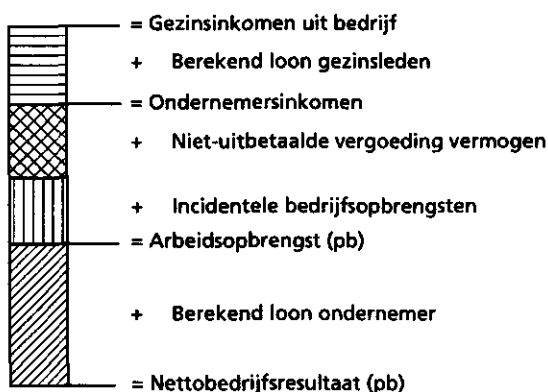 = Gezinsinkomen uit bedrijf
+ Berekend loon gezinsleden
= Ondernemersinkomen
+ Niet-uitbetaalde vergoeding vermogen
+ Incidentele bedrijfsopbrengsten
= Arbeidsopbrengst (pb)
+ Berekend loon ondernemer
= Nettobedrijfsresultaat (pb)